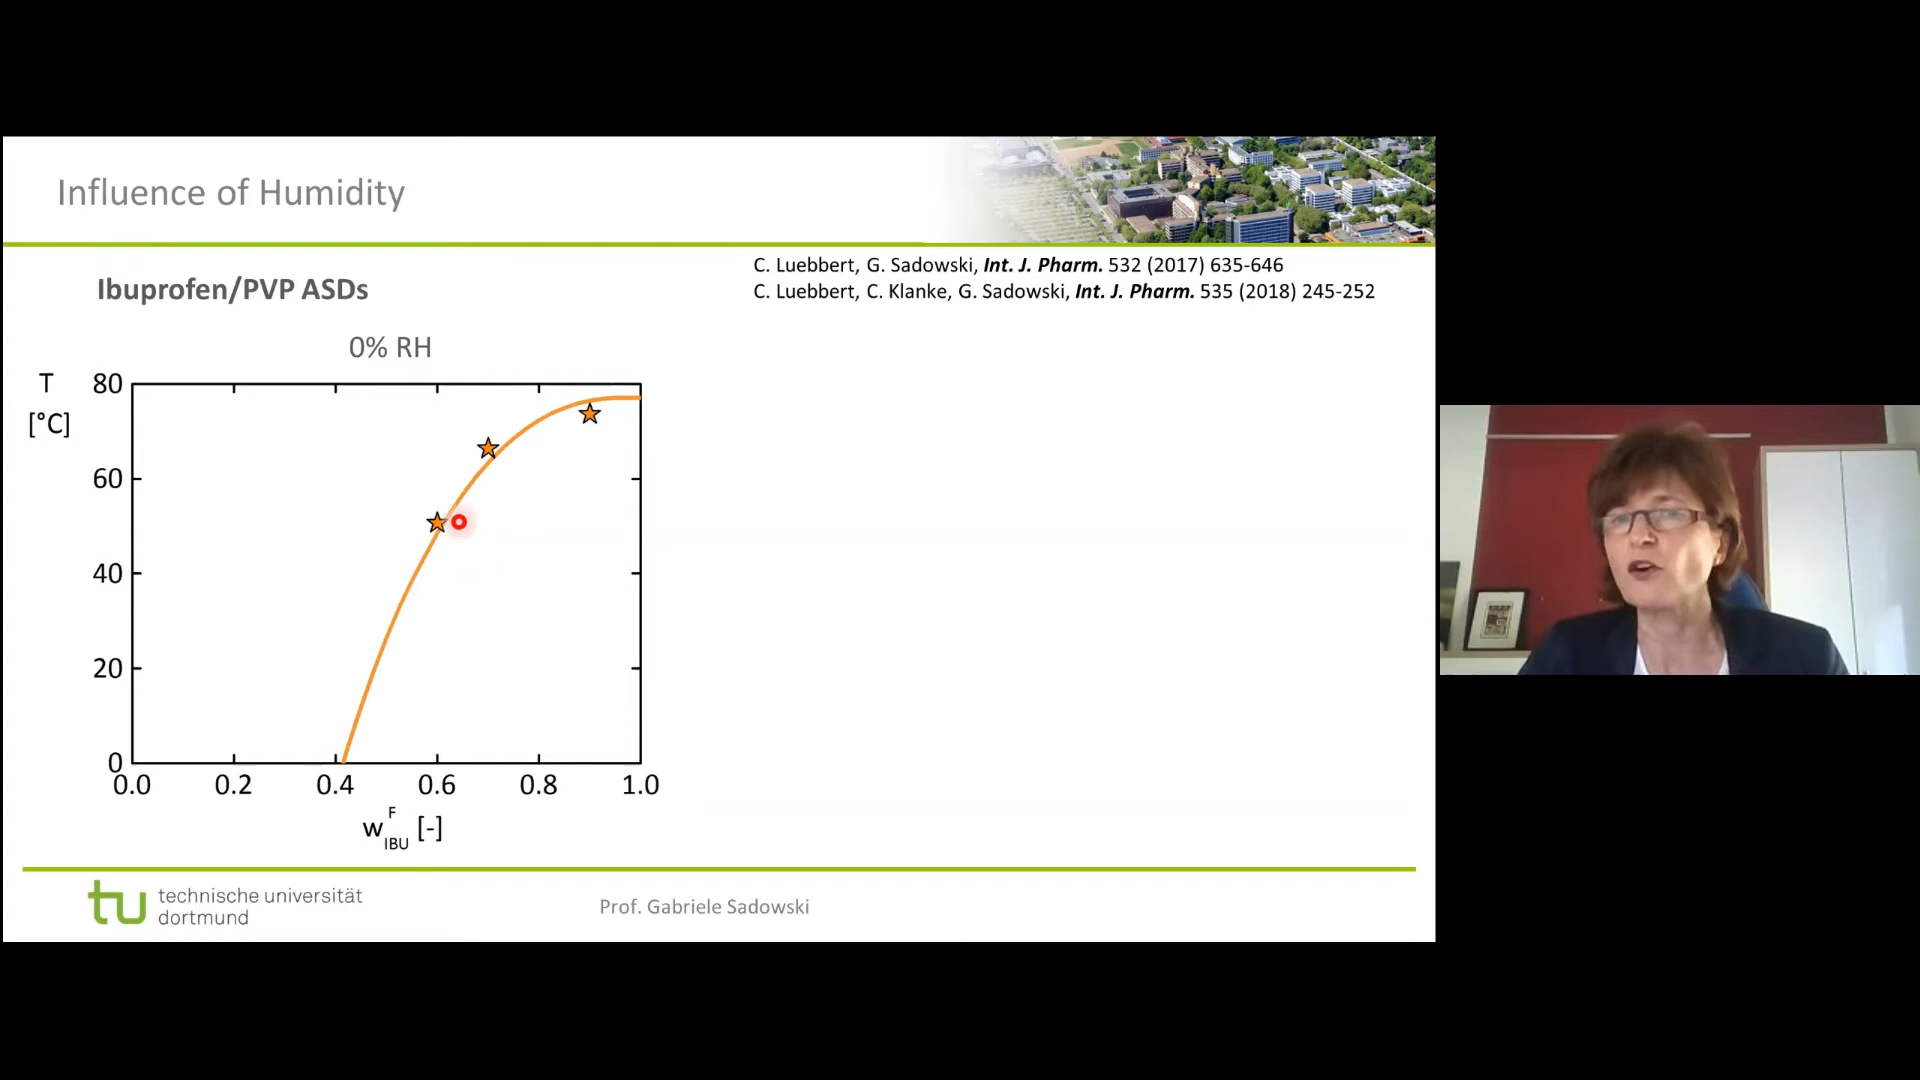 Influence of Humidity
C. Luebbert, G. Sadowski, Int. J. Pharm. 532 (2017) 635-646
C. Luebbert, C. Klanke, G. Sadowski, Int. J. Pharm. 535 (2018) 245-252
Ibuprofen/PVP ASDs
0% RH
T
[°C]
80
60
40
20
0
0.0 0.2 0.4 0.6 0.8 1.0
w F IBU [-]
tu technische universität
dortmund
Prof. Gabriele Sadowski